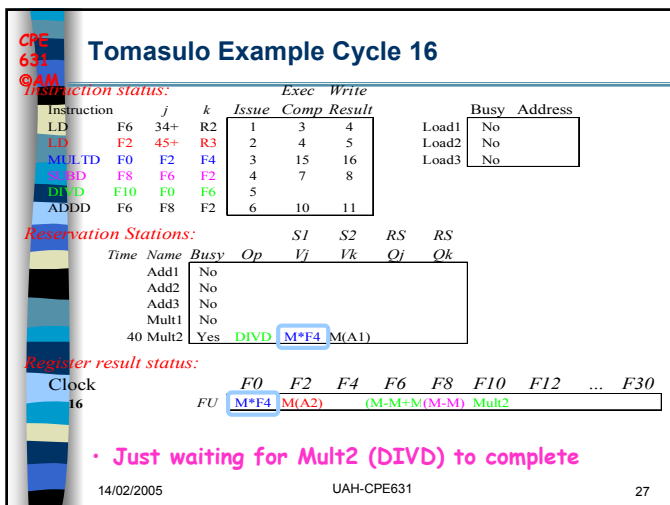 CPE
631
©AM
Tomasulo Example Cycle 16
Instruction status: Exec Write
Instruction j k Issue Comp Result Busy Address
LD F6 34+ R2 1 3 4 Load1 No
LD F2 45+ R3 2 4 5 Load2 No
MULTD F0 F2 F4 3 15 16 Load3 No
SUBD F8 F6 F2 4 7 8
DIVD F10 F0 F6 5
ADDD F6 F8 F2 6 10 11
Reservation Stations: S1 S2 RS RS
Time Name Busy Op Vj Vk Qj Qk
Add1 No
Add2 No
Add3 No
Mult1 No
40 Mult2 Yes DIVD M*F4 M(A1)
Register result status:
Clock F0 F2 F4 F6 F8 F10 F12 ... F30
16 FU M*F4 M(A2) (M-M+M (M-M) Mult2
• Just waiting for Mult2 (DIVD) to complete
14/02/2005 UAH-CPE631 27